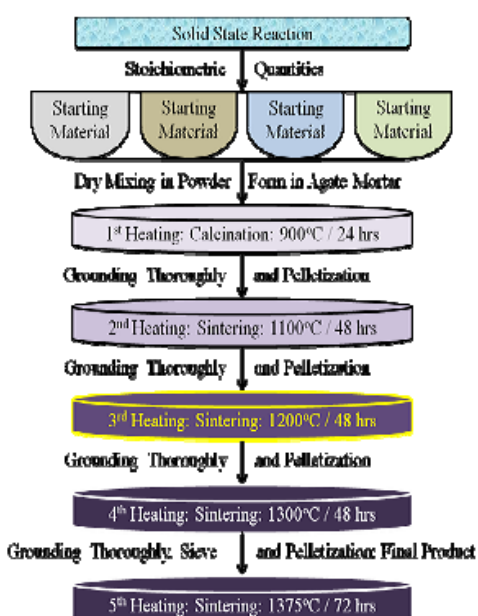 Solid State Reaction
Stoichiometric Quantities
Starting Material
Starting Material
Starting Material
Starting Material
Dry Mixing in Powder Form in Agate Mortar
1st Heating: Calcination: 900°C / 24 hrs
Grounding Thoroughly and Pelletization
2nd Heating: Sintering: 1100°C / 48 hrs
Grounding Thoroughly and Pelletization
3rd Heating: Sintering: 1200°C / 48 hrs
Grounding Thoroughly and Pelletization
4th Heating: Sintering: 1300°C / 48 hrs
Grounding Thoroughly. Sieve and Pelletization: Final Product
5th Heating: Sintering: 1375°C / 72 hrs